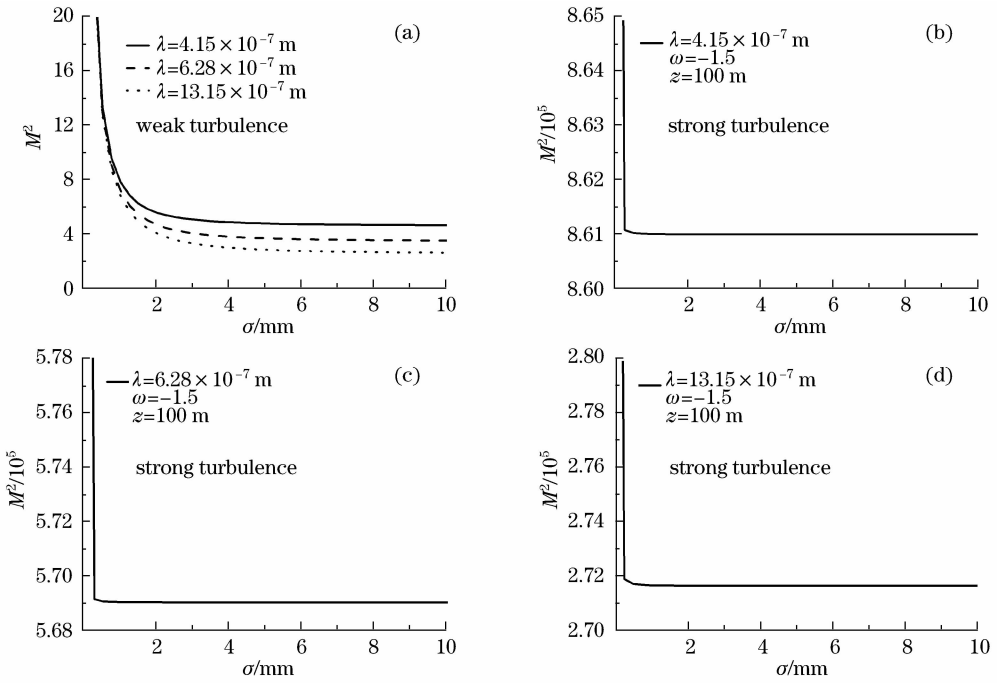 (a)
λ=4.15×10⁻⁷ m
λ=6.28×10⁻⁷ m
λ=13.15×10⁻⁷ m
weak turbulence
M²
20
16
12
8
4
0
2
4
6
8
10
σ/mm
(b)
λ=4.15×10⁻⁷ m
ω=−1.5
z=100 m
strong turbulence
M²/10⁵
8.65
8.64
8.63
8.62
8.61
8.60
2
4
6
8
10
σ/mm
(c)
λ=6.28×10⁻⁷ m
ω=−1.5
z=100 m
strong turbulence
M²/10⁵
5.78
5.76
5.74
5.72
5.70
5.68
2
4
6
8
10
σ/mm
(d)
λ=13.15×10⁻⁷ m
ω=−1.5
z=100 m
strong turbulence
M²/10⁵
2.80
2.78
2.76
2.74
2.72
2.70
2
4
6
8
10
σ/mm